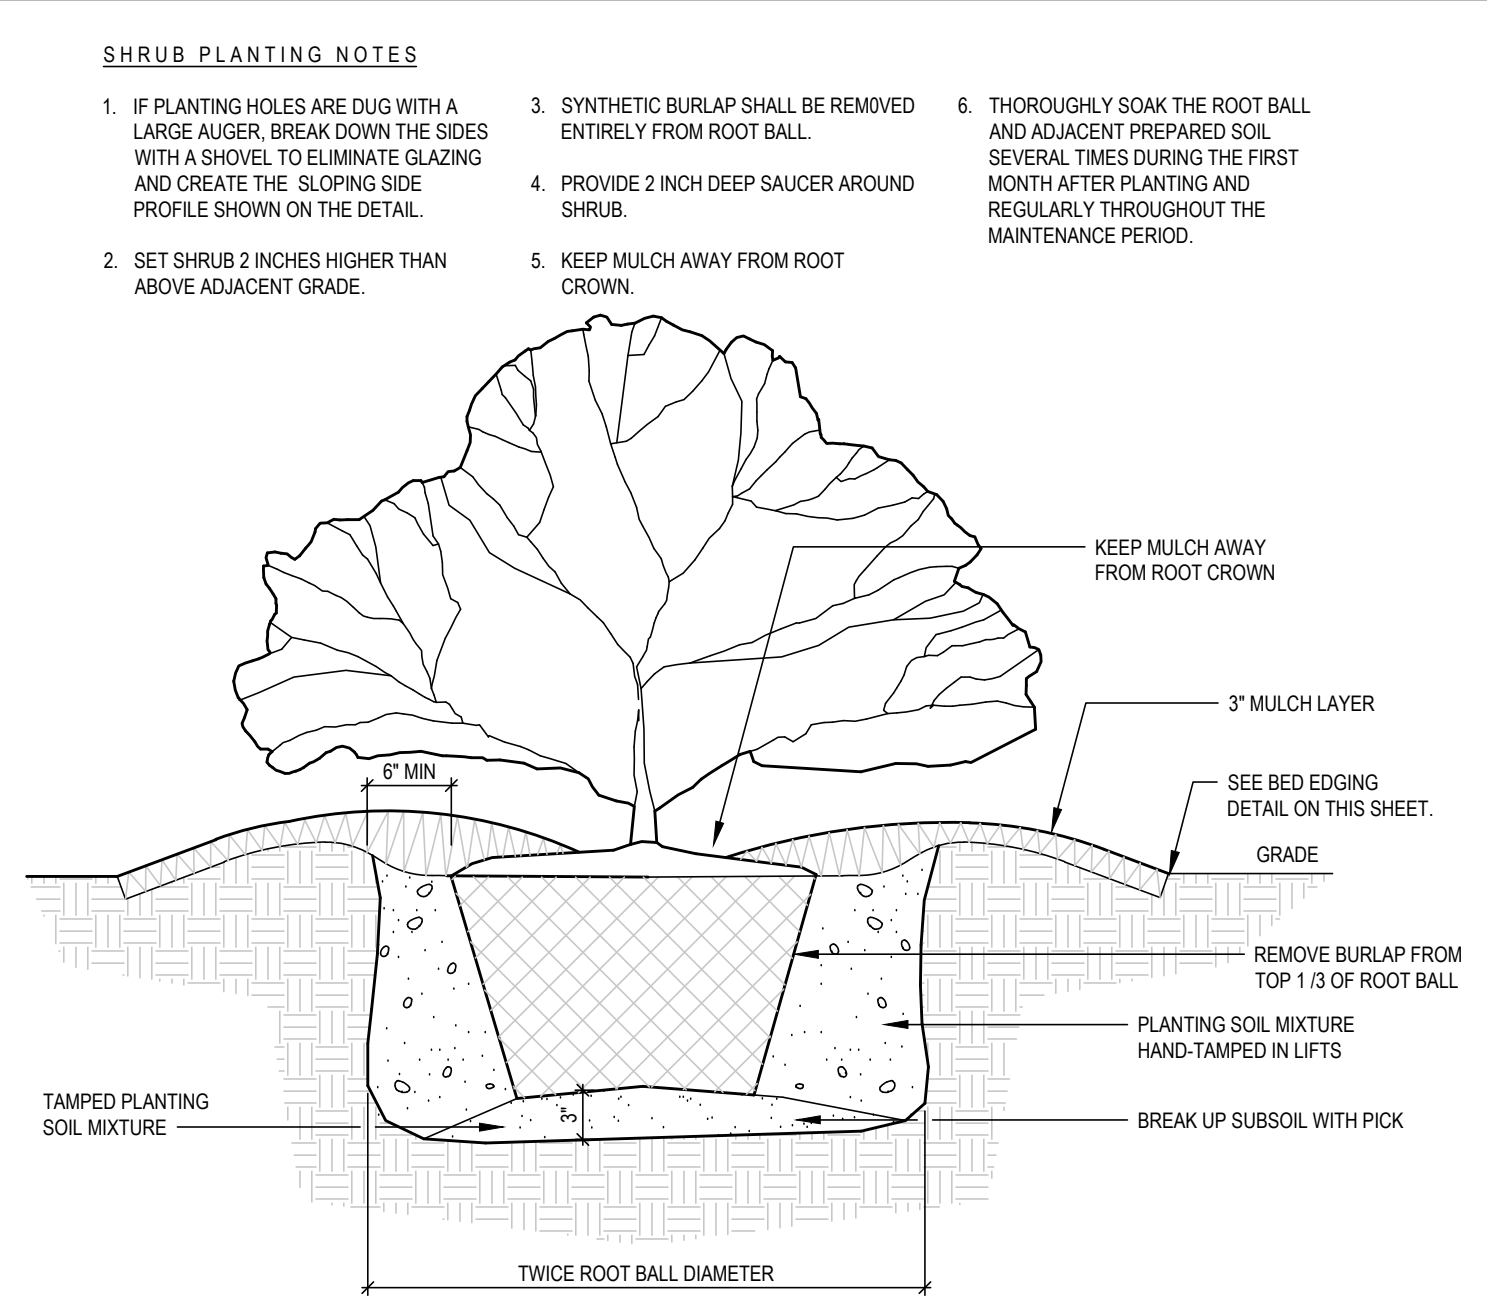 SHRUB PLANTING NOTES
1. IF PLANTING HOLES ARE DUG WITH A
LARGE AUGER, BREAK DOWN THE SIDES
WITH A SHOVEL TO ELIMINATE GLAZING
AND CREATE THE SLOPING SIDE
PROFILE SHOWN ON THE DETAIL.
2. SET SHRUB 2 INCHES HIGHER THAN
ABOVE ADJACENT GRADE.
3. SYNTHETIC BURLAP SHALL BE REM0VED
ENTIRELY FROM ROOT BALL.
4. PROVIDE 2 INCH DEEP SAUCER AROUND
SHRUB.
5. KEEP MULCH AWAY FROM ROOT
CROWN.
6. THOROUGHLY SOAK THE ROOT BALL
AND ADJACENT PREPARED SOIL
SEVERAL TIMES DURING THE FIRST
MONTH AFTER PLANTING AND
REGULARLY THROUGHOUT THE
MAINTENANCE PERIOD.
KEEP MULCH AWAY
FROM ROOT CROWN
3" MULCH LAYER
6" MIN
SEE BED EDGING
DETAIL ON THIS SHEET.
GRADE
REMOVE BURLAP FROM
TOP 1 /3 OF ROOT BALL
PLANTING SOIL MIXTURE
HAND-TAMPED IN LIFTS
TAMPED PLANTING
SOIL MIXTURE
3"
BREAK UP SUBSOIL WITH PICK
TWICE ROOT BALL DIAMETER